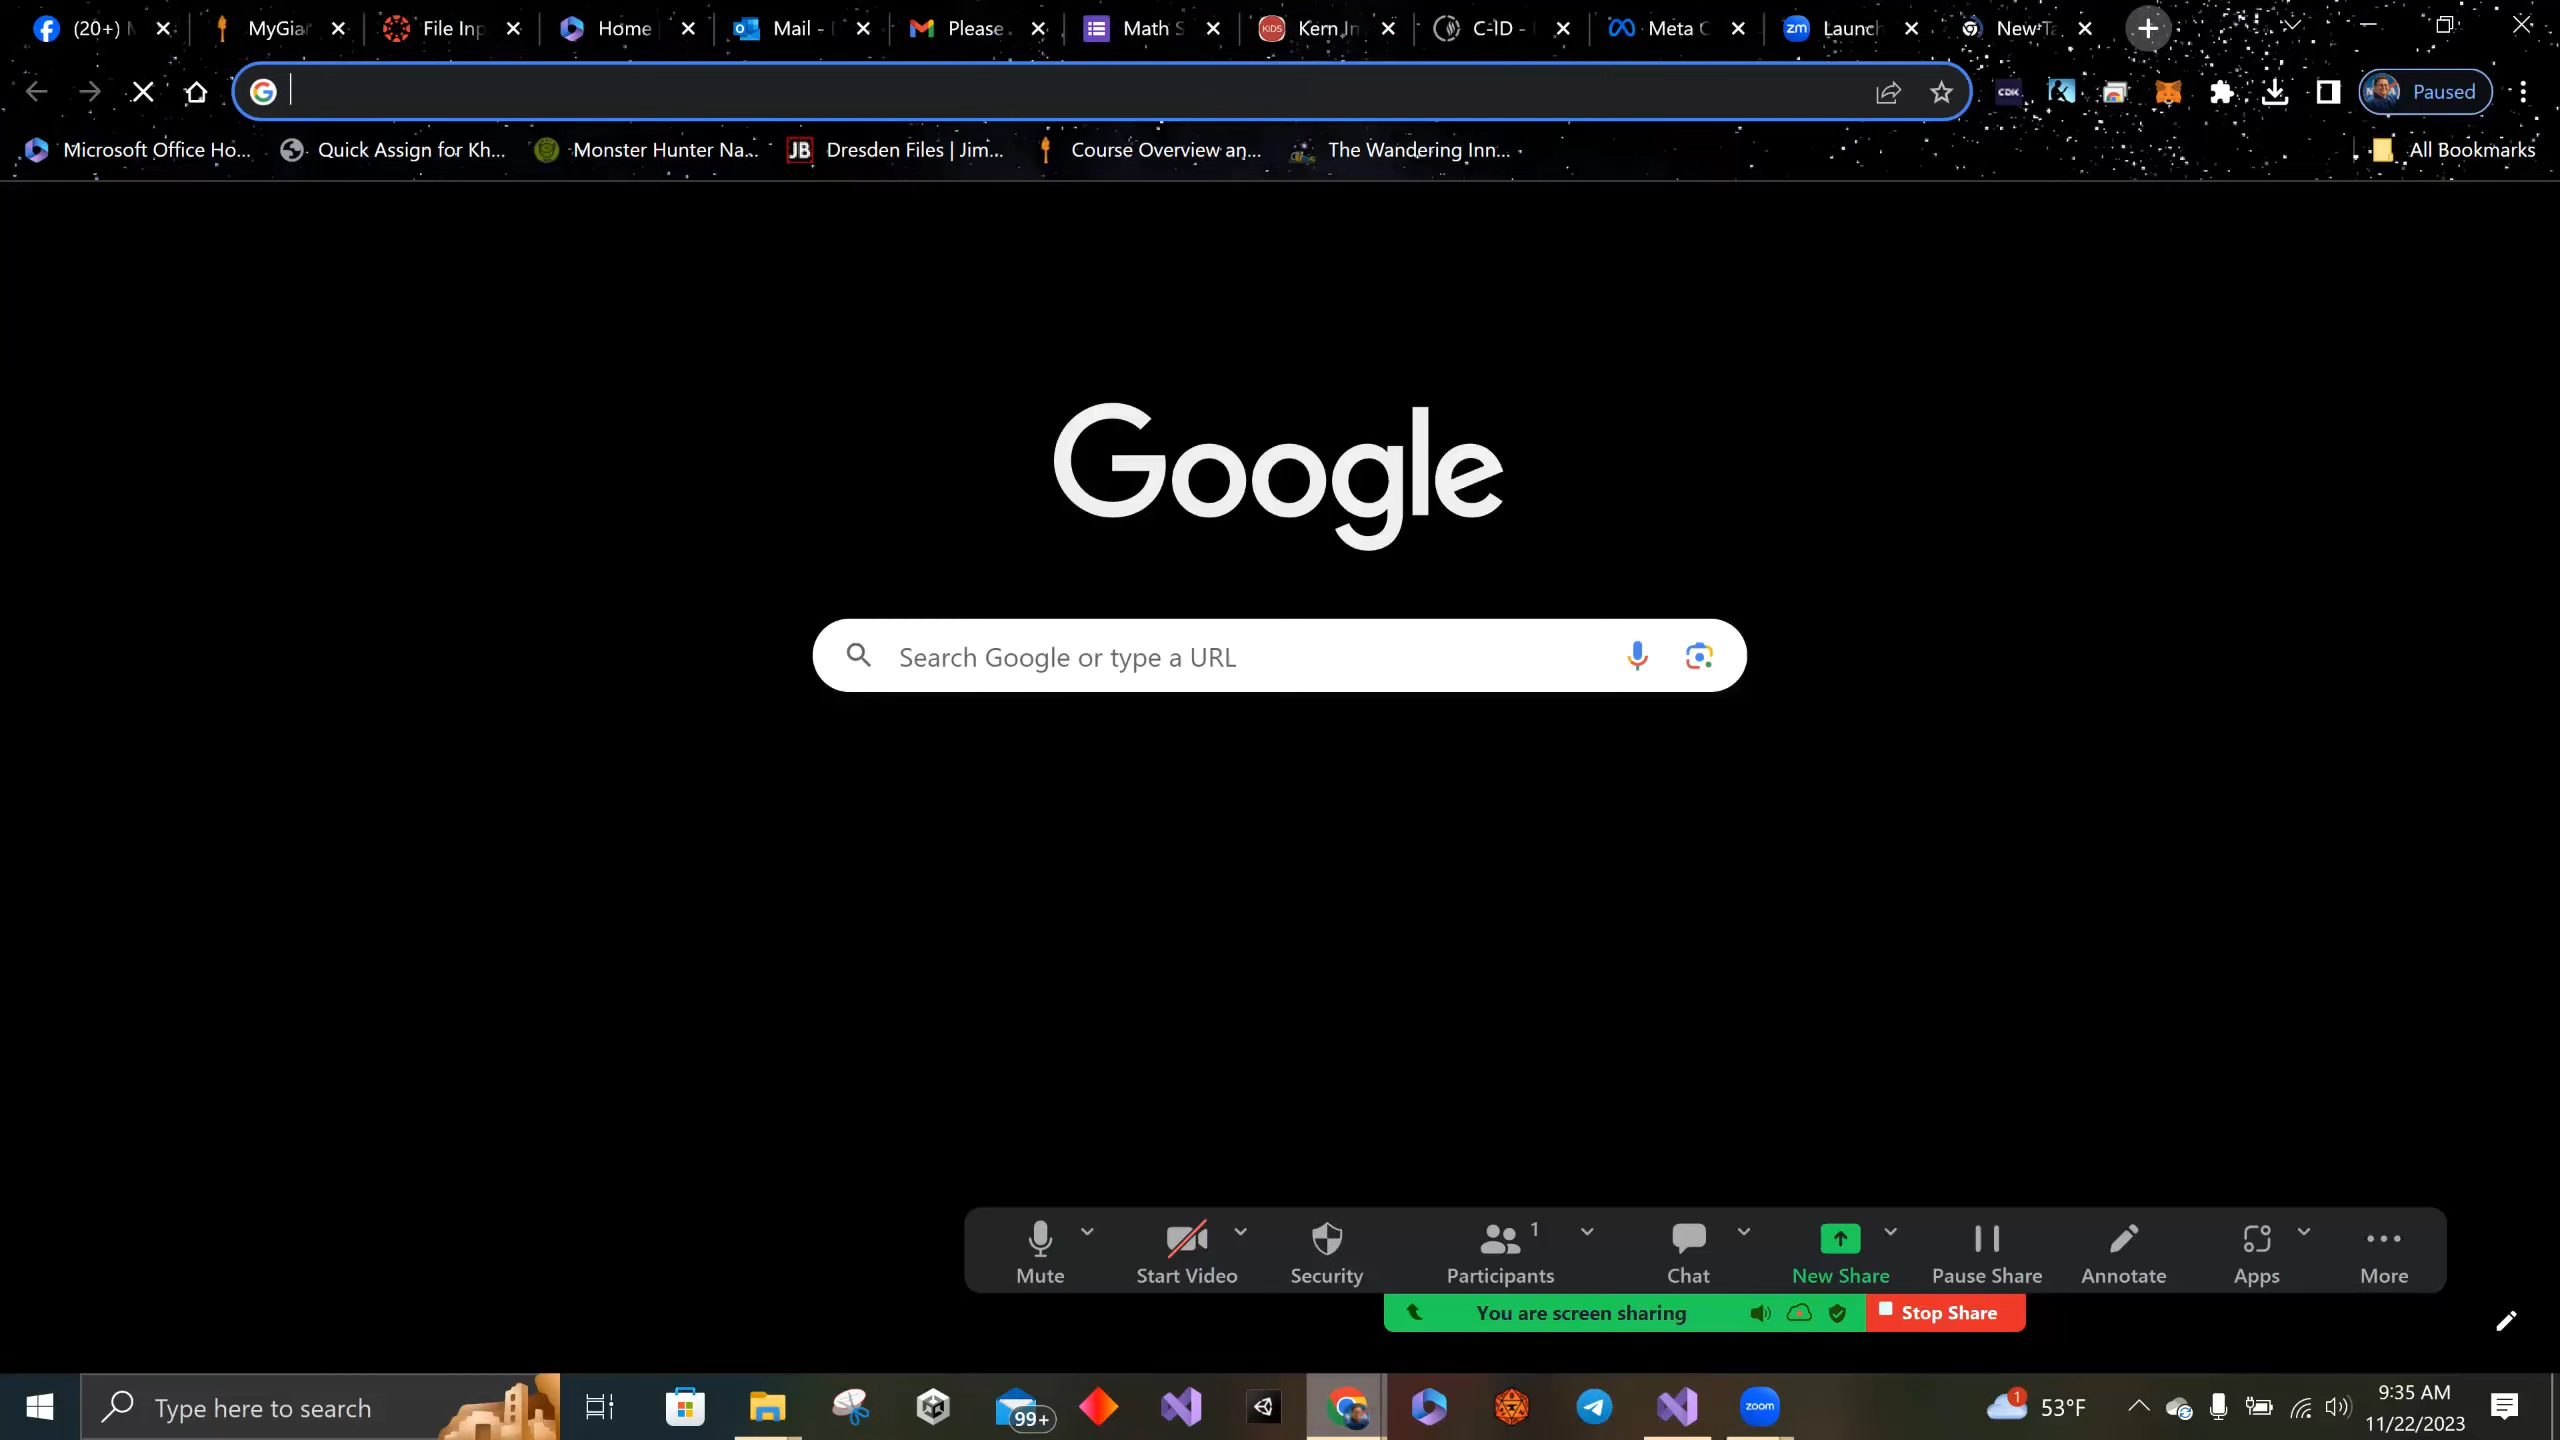 (20+) MyGia File Inp Home Mail - Please Math S Kern In C-ID - Meta C Launch New Ta
Paused
Microsoft Office Ho... Quick Assign for Kh... Monster Hunter Na... JB Dresden Files | Jim... Course Overview an... The Wandering Inn... All Bookmarks
Google
Search Google or type a URL
1
Mute Start Video Security Participants Chat New Share Pause Share Annotate Apps More
You are screen sharing Stop Share
Type here to search 99+ zoom 1 53°F 9:35 AM
11/22/2023